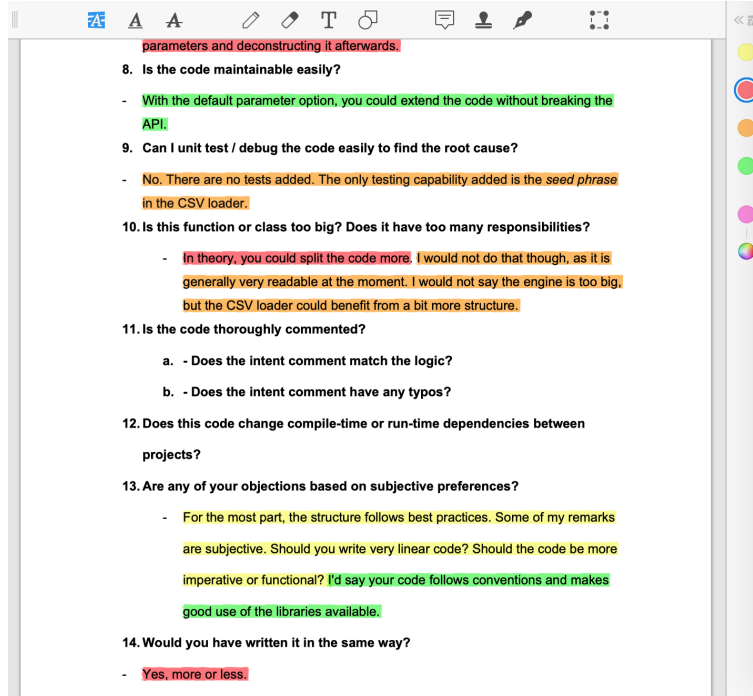 parameters and deconstructing it afterwards.
8. Is the code maintainable easily?
- With the default parameter option, you could extend the code without breaking the
API.
9. Can I unit test / debug the code easily to find the root cause?
- No. There are no tests added. The only testing capability added is the seed phrase
in the CSV loader.
10. Is this function or class too big? Does it have too many responsibilities?
- In theory, you could split the code more. I would not do that though, as it is
generally very readable at the moment. I would not say the engine is too big,
but the CSV loader could benefit from a bit more structure.
11. Is the code thoroughly commented?
a. - Does the intent comment match the logic?
b. - Does the intent comment have any typos?
12. Does this code change compile-time or run-time dependencies between
projects?
13. Are any of your objections based on subjective preferences?
- For the most part, the structure follows best practices. Some of my remarks
are subjective. Should you write very linear code? Should the code be more
imperative or functional? I'd say your code follows conventions and makes
good use of the libraries available.
14. Would you have written it in the same way?
- Yes, more or less.